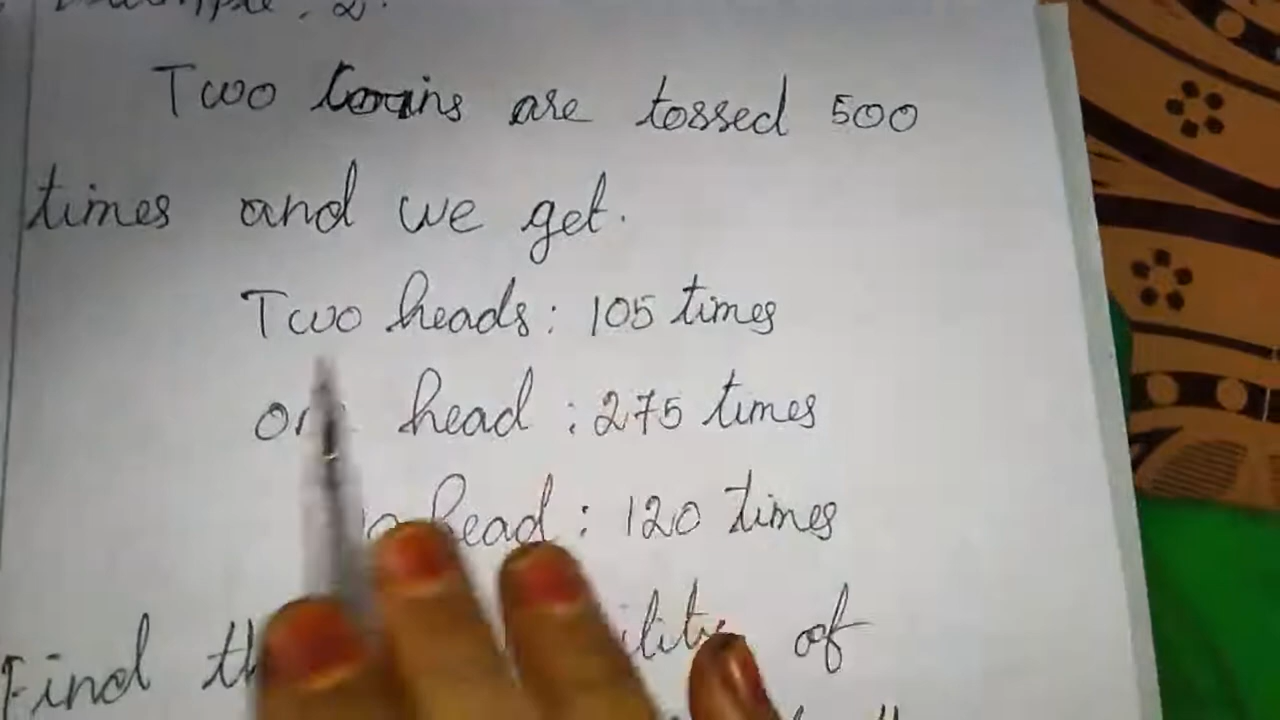 Two coins are tossed 500
times and we get.
Two heads: 105 times
head : 275 times
head : 120 times
Find of